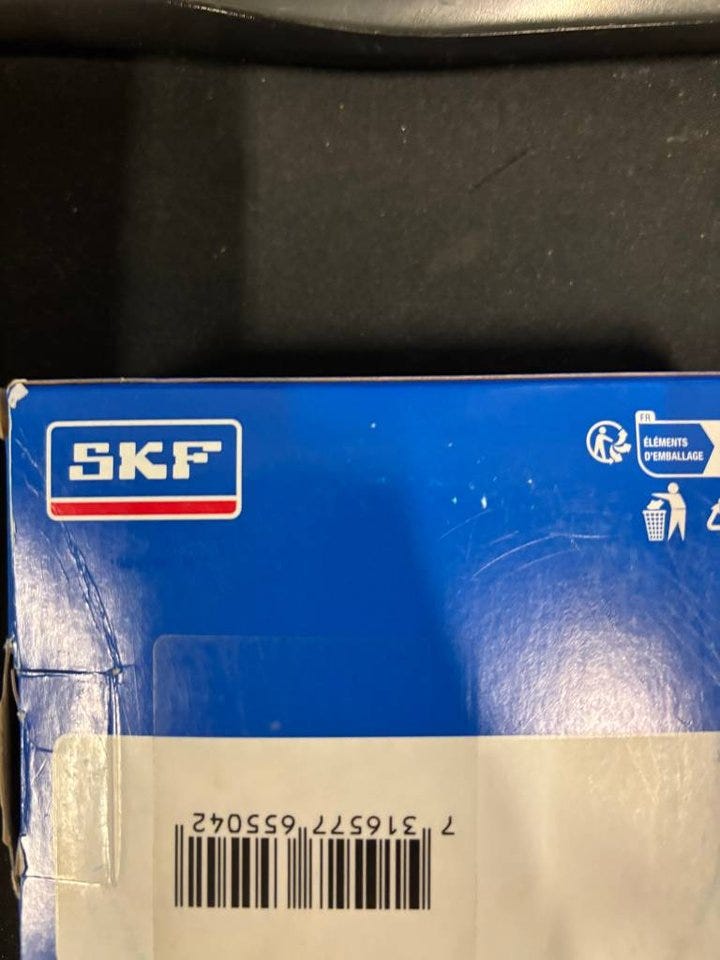 SKF
FR
ÉLÉMENTS
D'EMBALLAGE
7 316577 655042